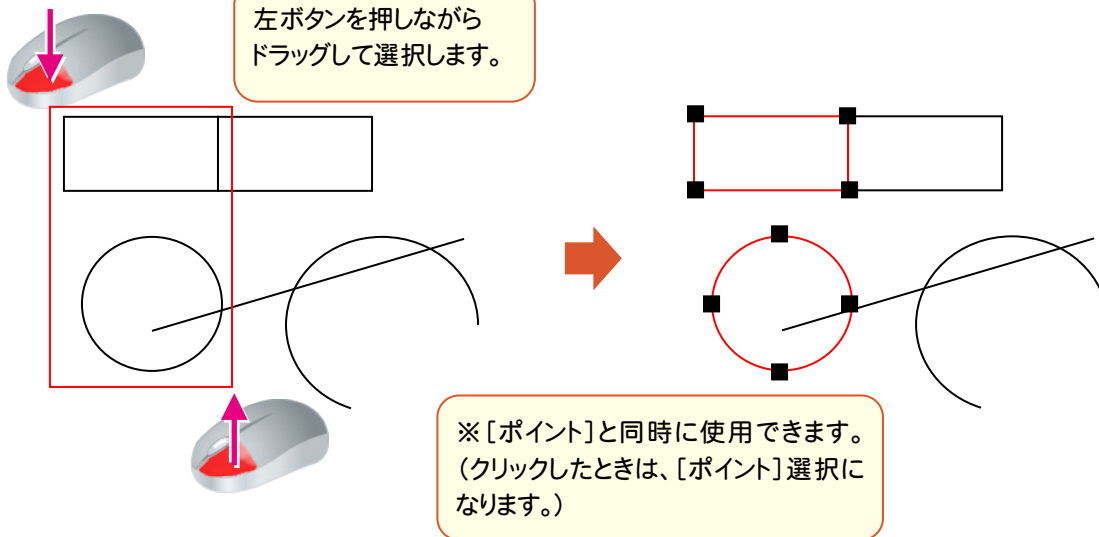 左ボタンを押しながら
ドラッグして選択します。
※［ポイント］と同時に使用できます。
（クリックしたときは、［ポイント］選択に
なります。）